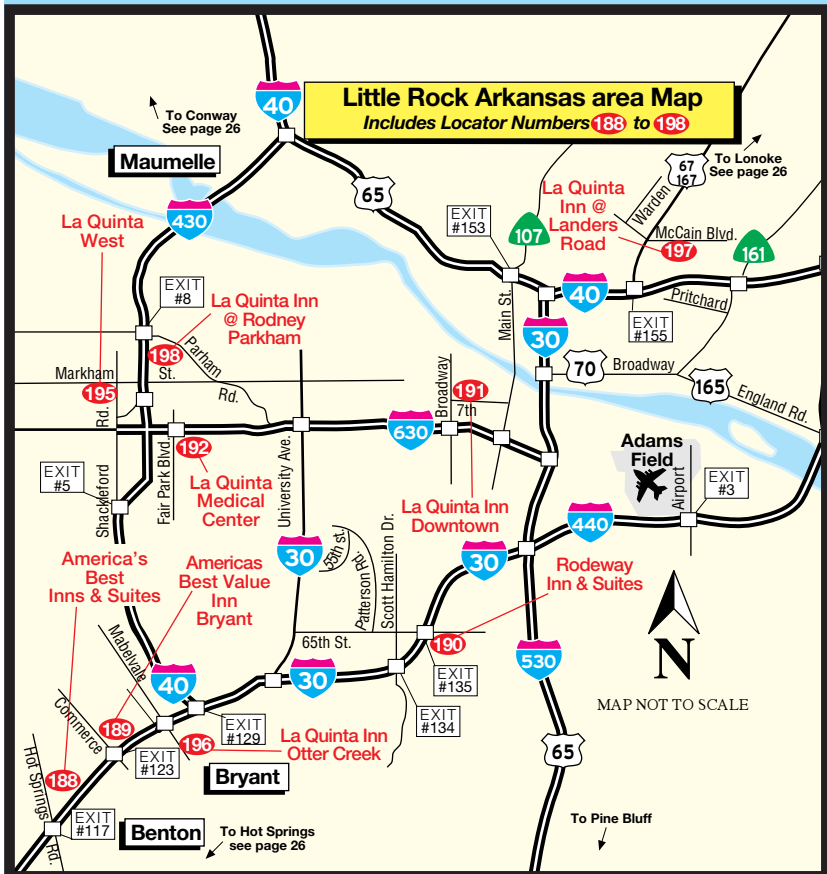 Little Rock Arkansas area Map
Includes Locator Numbers 188 to 198
40
To Conway
See page 26
Maumelle
65
67
167
To Lonoke
See page 26
430
La Quinta
West
EXIT
#153
107
La Quinta
Inn @
Landers
Road
Warden
McCain Blvd.
197
161
EXIT
#8
La Quinta Inn
@ Rodney
Parkham
40
Pritchard
Main St.
30
EXIT
#155
198
Parham
Rd.
Markham
St.
195
Rd.
70
Broadway
165
England Rd.
Broadway
191
7th
630
192
La Quinta
Medical
Center
Fair Park Blvd.
University Ave.
EXIT
#5
Shackleford
Adams
Field
Airport
EXIT
#3
La Quinta Inn
Downtown
440
30
55th st.
Patterson Rd.
Scott Hamilton Dr.
30
Rodeway
Inn & Suites
America's
Best
Inns & Suites
Americas
Best Value
Inn
Bryant
65th St.
190
530
N
MAP NOT TO SCALE
Mabelvale
40
30
EXIT
#135
EXIT
#134
Commerce
189
EXIT
#129
196
La Quinta Inn
Otter Creek
EXIT
#123
65
Hot Springs
Rd.
188
Bryant
EXIT
#117
Benton
To Hot Springs
see page 26
To Pine Bluff